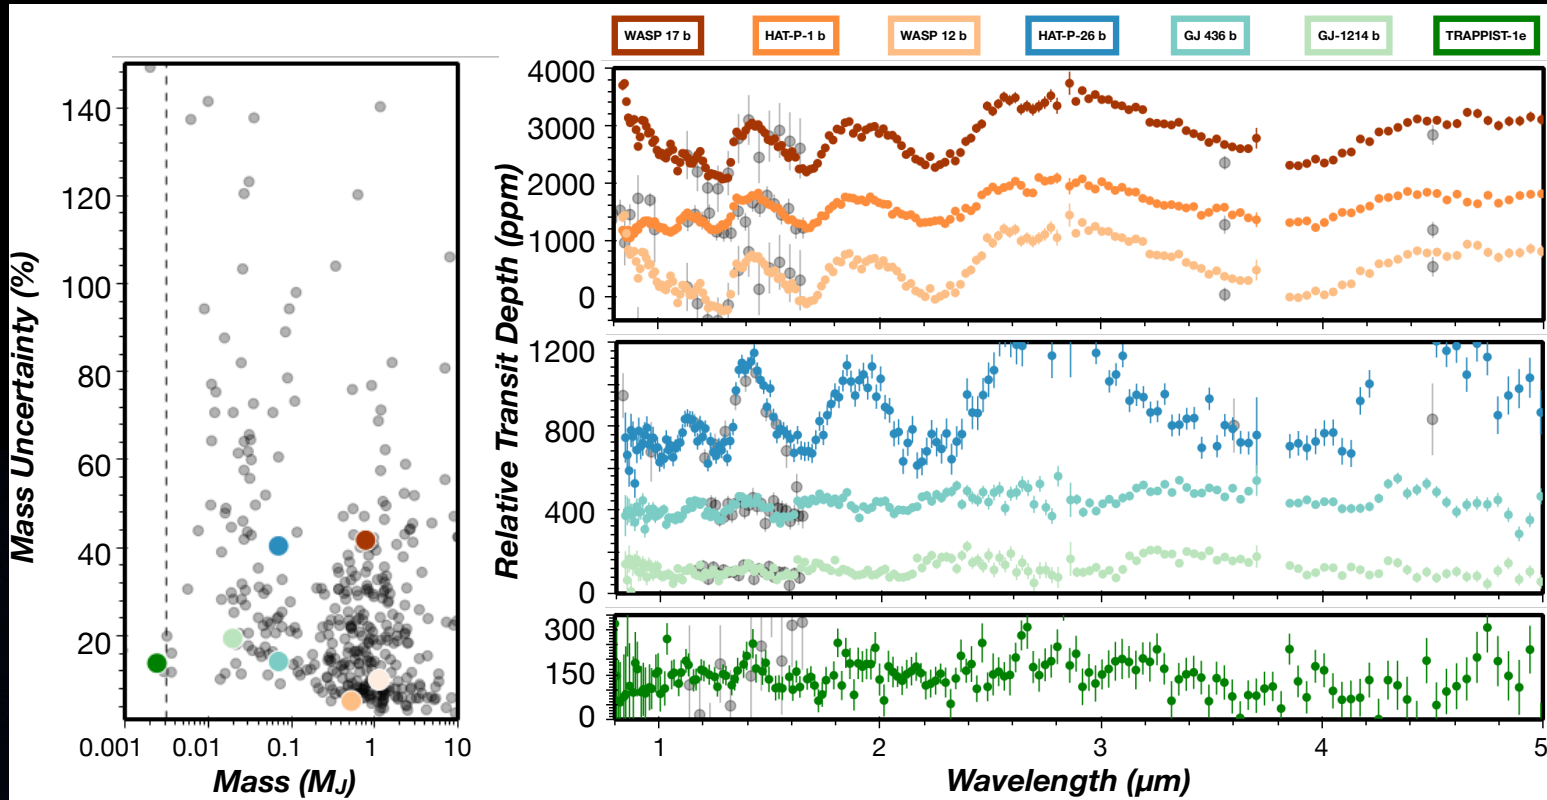 WASP 17 b
HAT-P-1 b
WASP 12 b
HAT-P-26 b
GJ 436 b
GJ-1214 b
TRAPPIST-1e
Mass Uncertainty (%)
140
120
100
80
60
40
20
0.001
0.01
0.1
1
10
Mass (MJ)
Relative Transit Depth (ppm)
4000
3000
2000
1000
0
1200
800
400
0
300
150
0
1
2
3
4
5
Wavelength (μm)